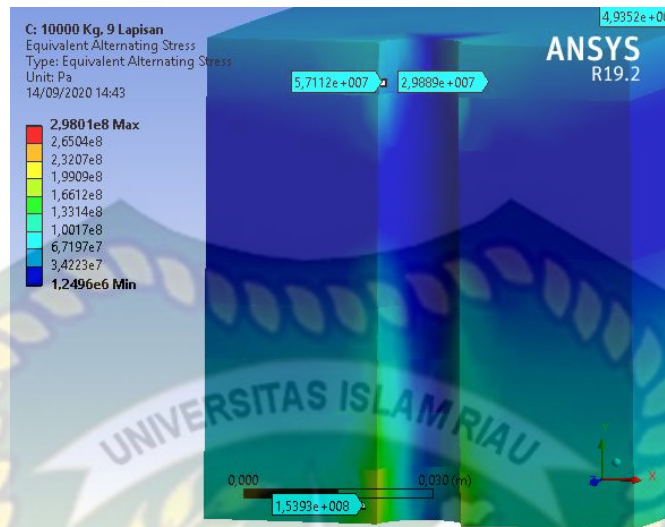 C: 10000 Kg, 9 Lapisan
Equivalent Alternating Stress
Type: Equivalent Alternating Stress
Unit: Pa
14/09/2020 14:43
2,9801e8 Max
2,6504e8
2,3207e8
1,9909e8
1,6612e8
1,3314e8
1,0017e8
6,7197e7
3,4223e7
1,2496e6 Min
4,9352e+00
ANSYS
R19.2
5,7112e+007
2,9889e+007
UNIVERSITAS ISLAM RIAU
0,000
0,030 (m)
1,5393e+008
Y
X